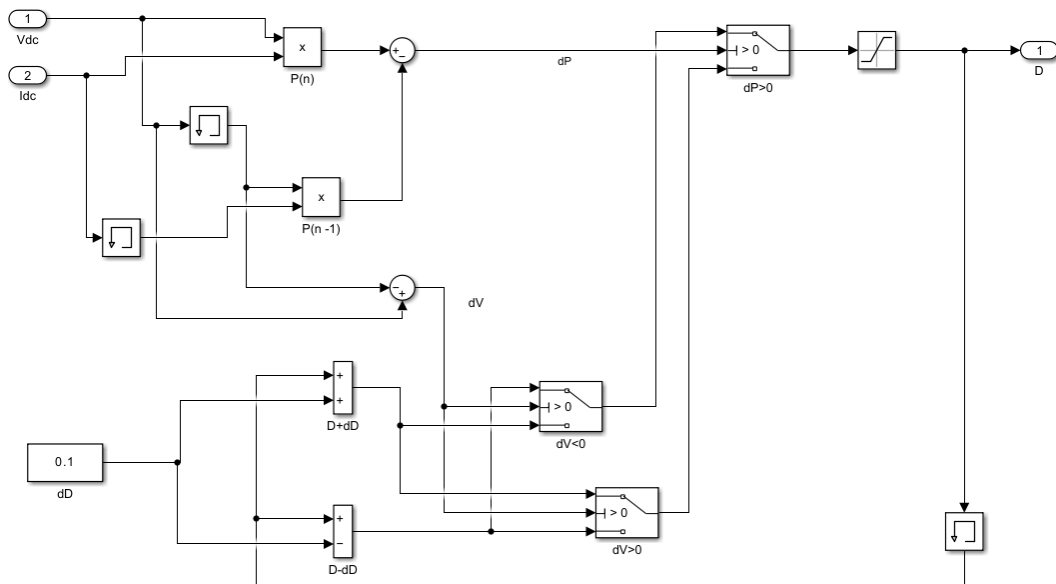 1
Vdc
2
Idc
x
P(n)
+
−
dP
> 0
dP>0
1
D
x
P(n -1)
−
+
dV
+
+
D+dD
> 0
dV<0
0.1
dD
> 0
dV>0
+
−
D-dD